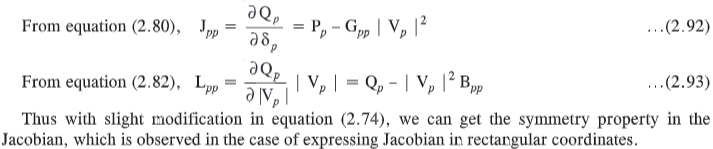 From equation (2.80), J_pp = ∂Q_p / ∂δ_p = P_p – G_pp | V_p |² ...(2.92)
From equation (2.82), L_pp = ∂Q_p / ∂ |V_p | | V_p | = Q_p – | V_p |² B_pp ...(2.93)
Thus with slight modification in equation (2.74), we can get the symmetry property in the
Jacobian, which is observed in the case of expressing Jacobian in rectangular coordinates.